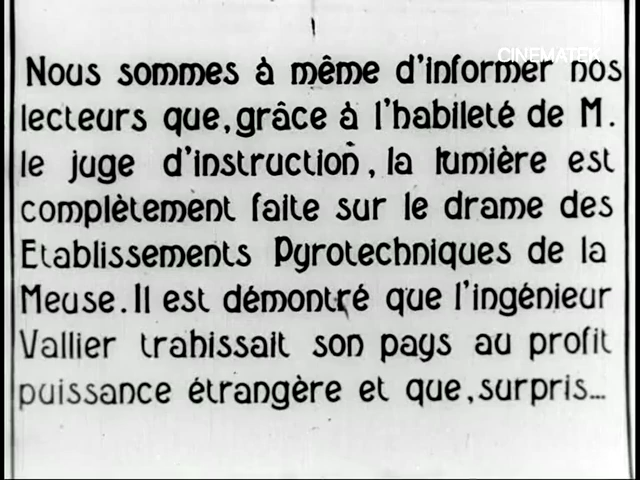 CINEMATEK
Nous sommes à même d'informer nos
lecteurs que, grâce à l'habileté de M.
le juge d'instruction, la lumière est
complètement faite sur le drame des
Etablissements Pyrotechniques de la
Meuse. Il est démontré que l'ingénieur
Vallier trahissait son pays au profit
puissance étrangère et que, surpris...